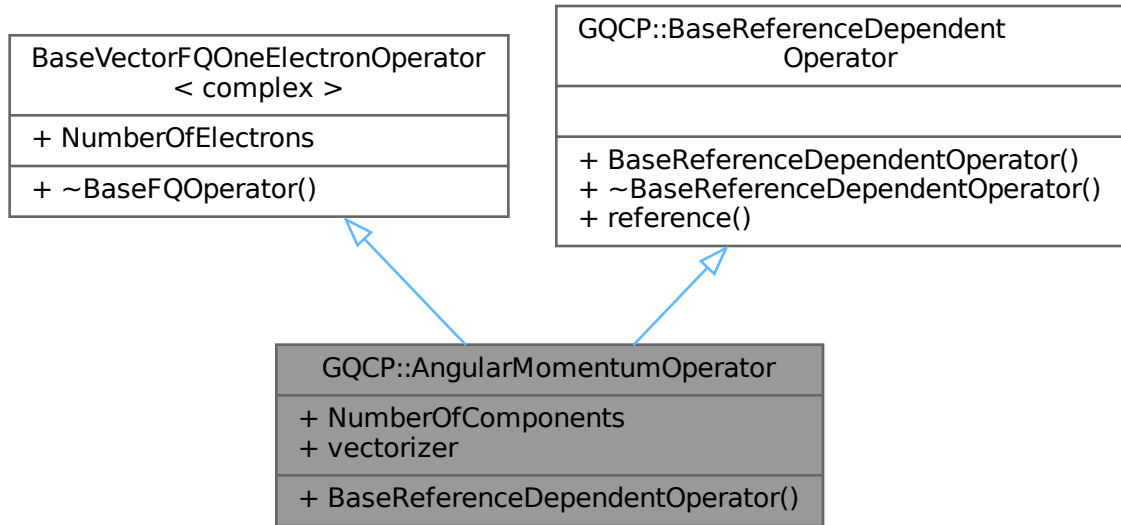 BaseVectorFQOneElectronOperator
< complex >
+ NumberOfElectrons
+ ~BaseFQOperator()
GQCP::BaseReferenceDependent
Operator
+ BaseReferenceDependentOperator()
+ ~BaseReferenceDependentOperator()
+ reference()
GQCP::AngularMomentumOperator
+ NumberOfComponents
+ vectorizer
+ BaseReferenceDependentOperator()